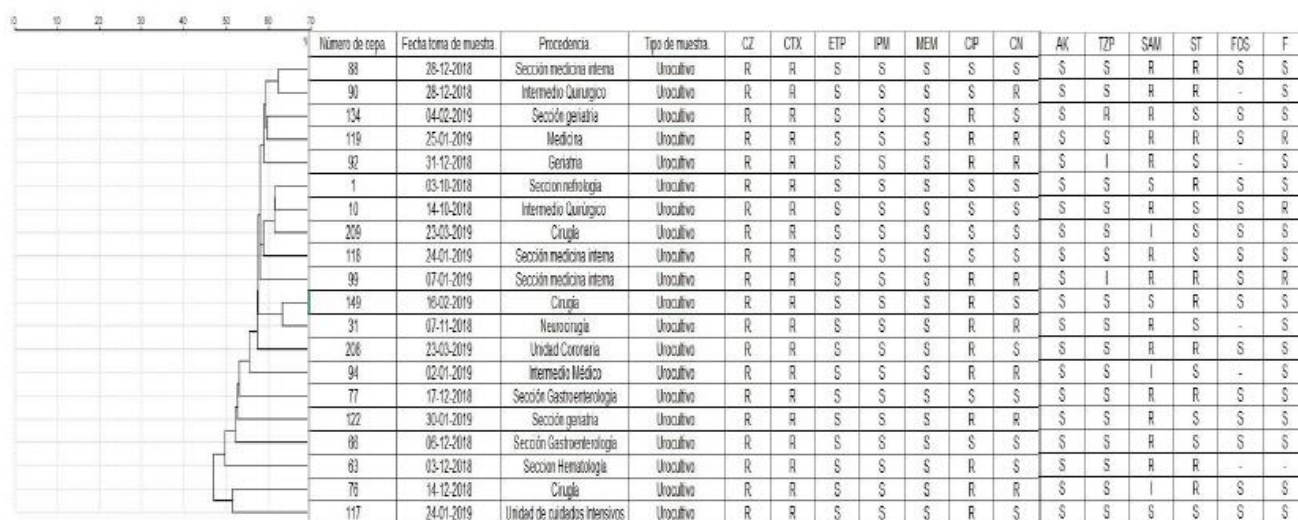 0 10 20 30 40 50 60 70
Número de cepa. Fecha toma de muestra. Procedencia. Tipo de muestra. CZ CTX ETP IPM MEM CIP CN AK TZP SAM ST FOS F
88 28-12-2018 Sección medicina interna Urocultivo R R S S S S S S S R R S S
90 28-12-2018 Intermedio Quirurgico Urocultivo R R S S S S R S S R R - S
134 04-02-2019 Sección geriatria Urocultivo R R S S S R S S R R S S S
119 25-01-2019 Medicina Urocultivo R R S S S R R S S R R S R
92 31-12-2018 Geriatria Urocultivo R R S S S R R S I R S - S
1 03-10-2018 Seccion nefrologia Urocultivo R R S S S S S S S S R S S
10 14-10-2018 Intermedio Quirúrgico Urocultivo R R S S S S S S S R S S R
209 23-03-2019 Cirugía Urocultivo R R S S S S S S S I S S S
118 24-01-2019 Sección medicina interna Urocultivo R R S S S S S S S R S S S
99 07-01-2019 Sección medicina interna Urocultivo R R S S S R R S I R R S R
149 16-02-2019 Cirugía Urocultivo R R S S S R S S S S R S S
31 07-11-2018 Neurocirugía Urocultivo R R S S S R R S S R S - S
208 23-03-2019 Unidad Coronaria Urocultivo R R S S S R S S S R R S S
94 02-01-2019 Intermedio Médico Urocultivo R R S S S R R S S I S - S
77 17-12-2018 Sección Gastroenterología Urocultivo R R S S S S S S S R R S S
122 30-01-2019 Sección geriatria Urocultivo R R S S S R R S S R S S S
66 06-12-2018 Sección Gastroenterología Urocultivo R R S S S S S S S R S S S
63 03-12-2018 Seccion Hematología Urocultivo R R S S S R S S S R R - -
76 14-12-2018 Cirugía Urocultivo R R S S S R R S S I R S S
117 24-01-2019 Unidad de cuidados Intensivos Urocultivo R R S S S R S S S S S S S